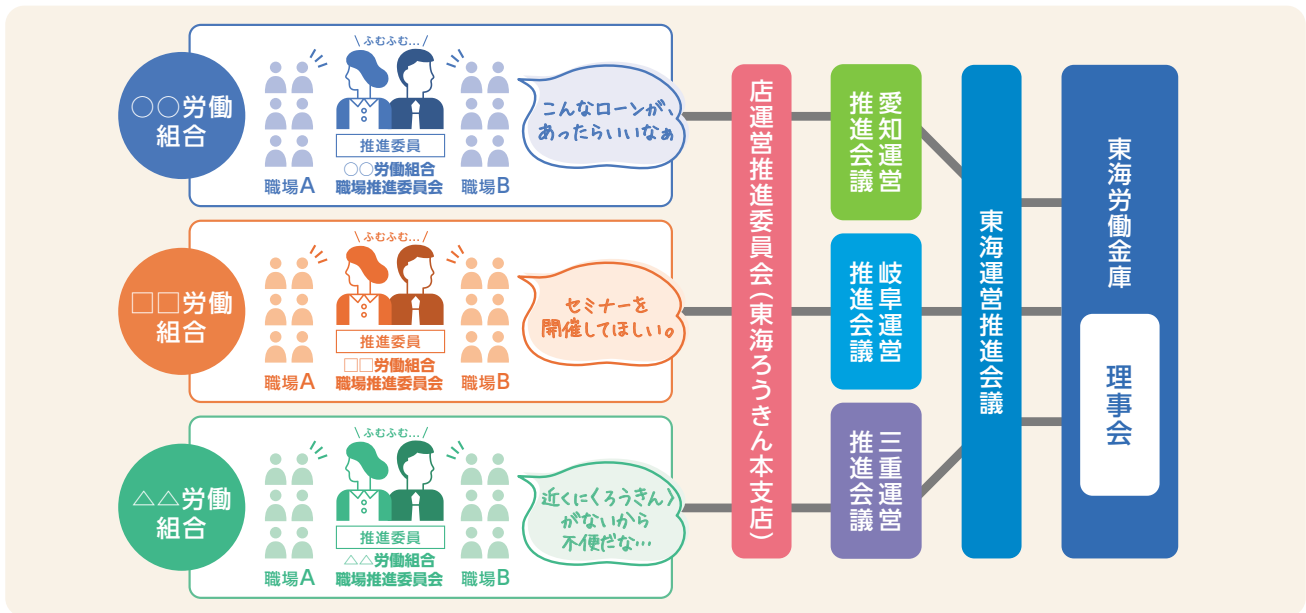 ○○労働
組合
\ふむふむ…/
推進委員
○○労働組合
職場推進委員会
職場A
職場B
こんなローンが、
あったらいいなぁ
□□労働
組合
\ふむふむ…/
推進委員
□□労働組合
職場推進委員会
職場A
職場B
セミナーを
開催してほしい。
△△労働
組合
\ふむふむ…/
推進委員
△△労働組合
職場推進委員会
職場A
職場B
近くに〈ろうきん〉
がないから
不便だな…
店運営推進委員会(東海ろうきん本支店)
愛知運営
推進会議
岐阜運営
推進会議
三重運営
推進会議
東海運営推進会議
東海労働金庫
理事会